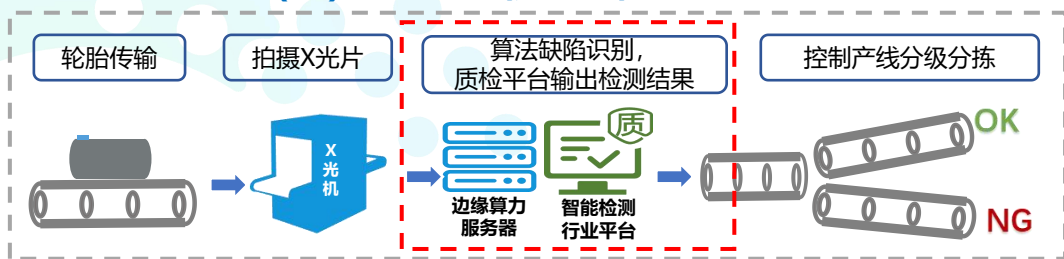 轮胎传输
拍摄X光片
算法缺陷识别，
质检平台输出检测结果
控制产线分级分拣
X
光
机
质
边缘算力
服务器
智能检测
行业平台
OK
NG